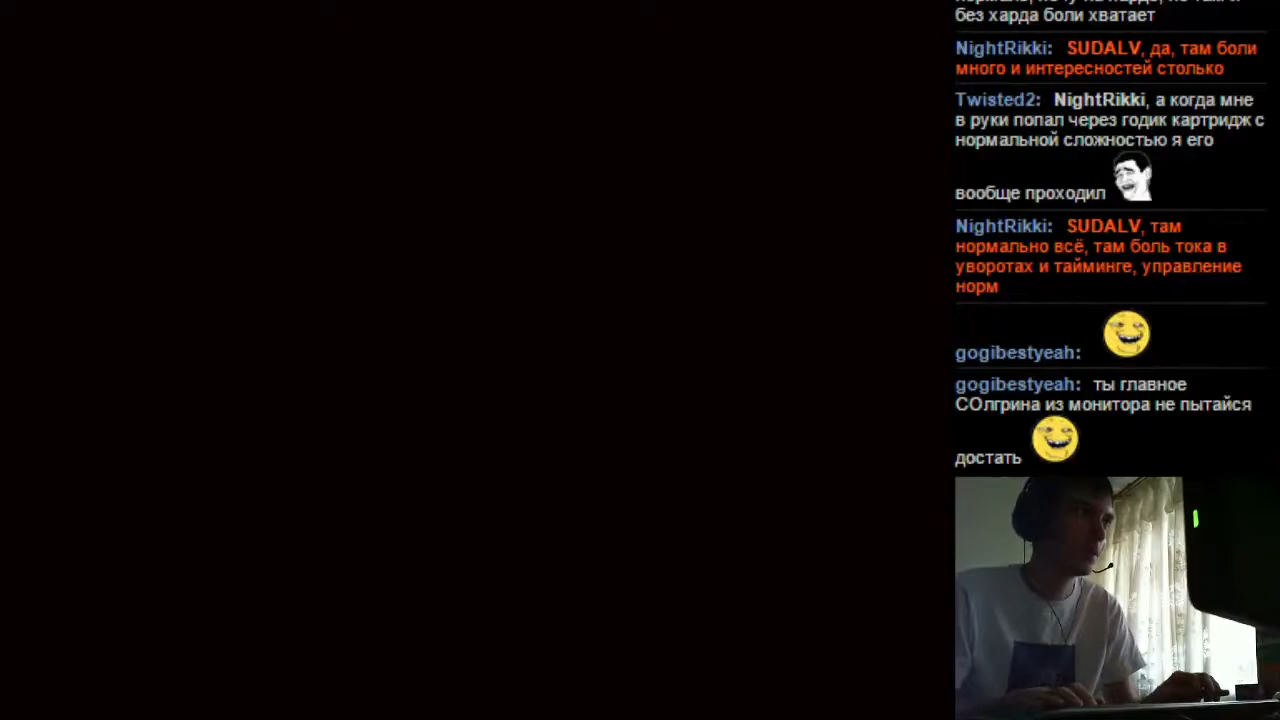 без харда боли хватает
NightRikki: SUDALV, да, там боли
много и интересностей столько
Twisted2: NightRikki, а когда мне
в руки попал через годик картридж с
нормальной сложностью я его
вообще проходил
NightRikki: SUDALV, там
нормально всё, там боль тока в
уворотах и тайминге, управление
норм
gogibestyeah:
gogibestyeah: ты главное
СОлгрина из монитора не пытайся
достать